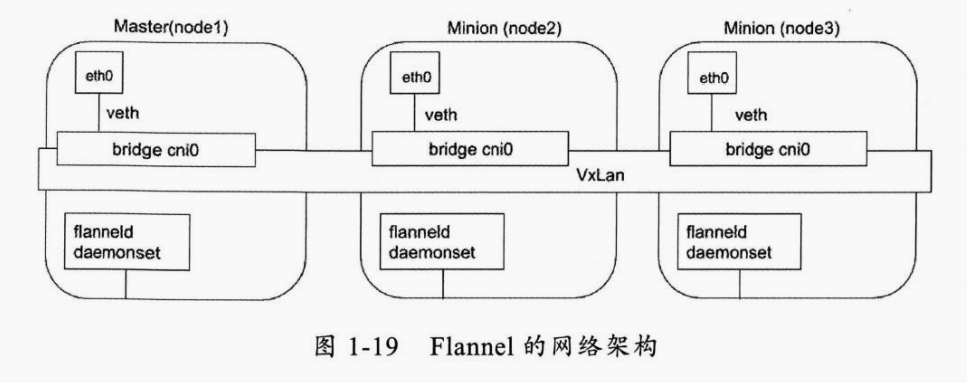 Master(node1)
Minion (node2)
Minion (node3)
eth0
eth0
eth0
veth
veth
veth
bridge cni0
bridge cni0
bridge cni0
VxLan
flanneld
daemonset
flanneld
daemonset
flanneld
daemonset
图 1-19 Flannel 的网络架构